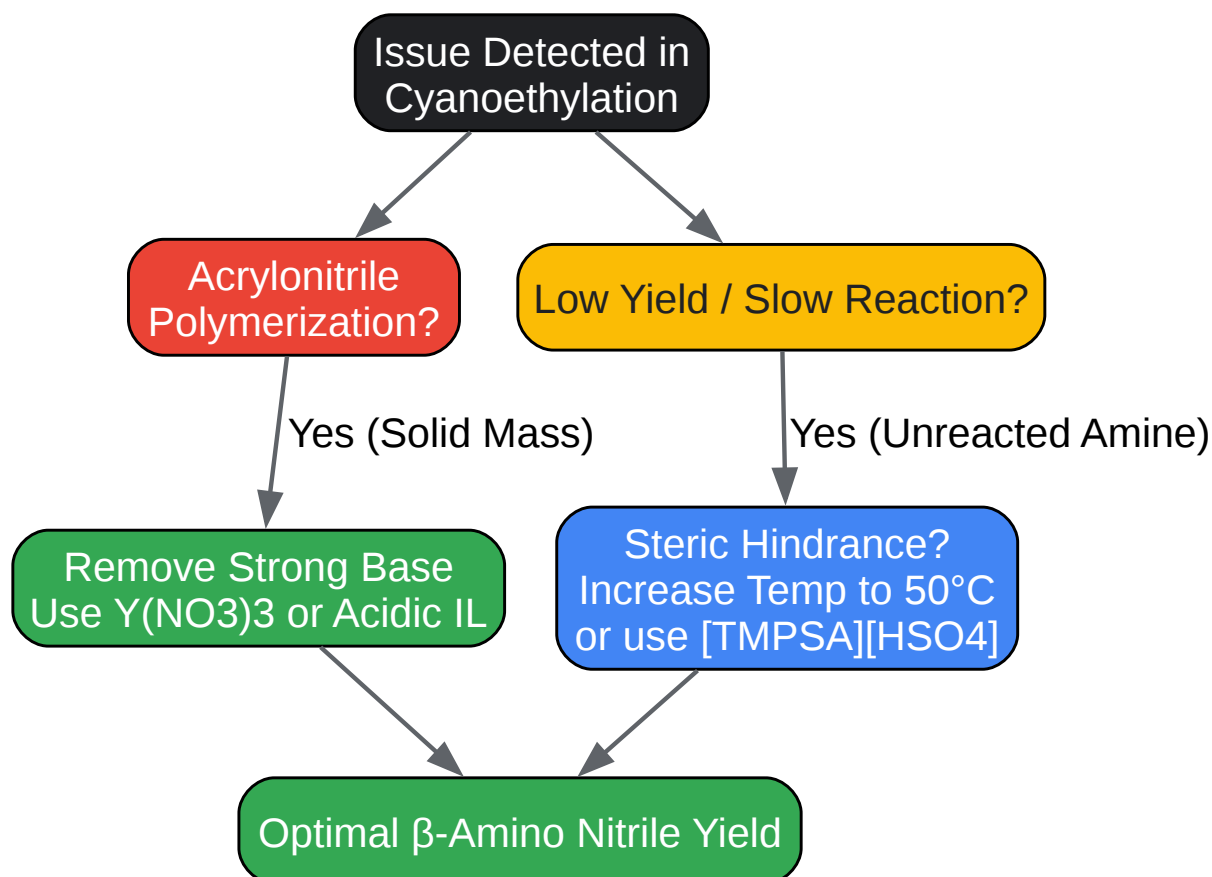 Issue Detected in
Cyanoethylation
Acrylonitrile
Polymerization?
Low Yield / Slow Reaction?
Yes (Solid Mass)
Yes (Unreacted Amine)
Remove Strong Base
Use Y(NO3)3 or Acidic IL
Steric Hindrance?
Increase Temp to 50°C
or use [TMPSA][HSO4]
Optimal β-Amino Nitrile Yield